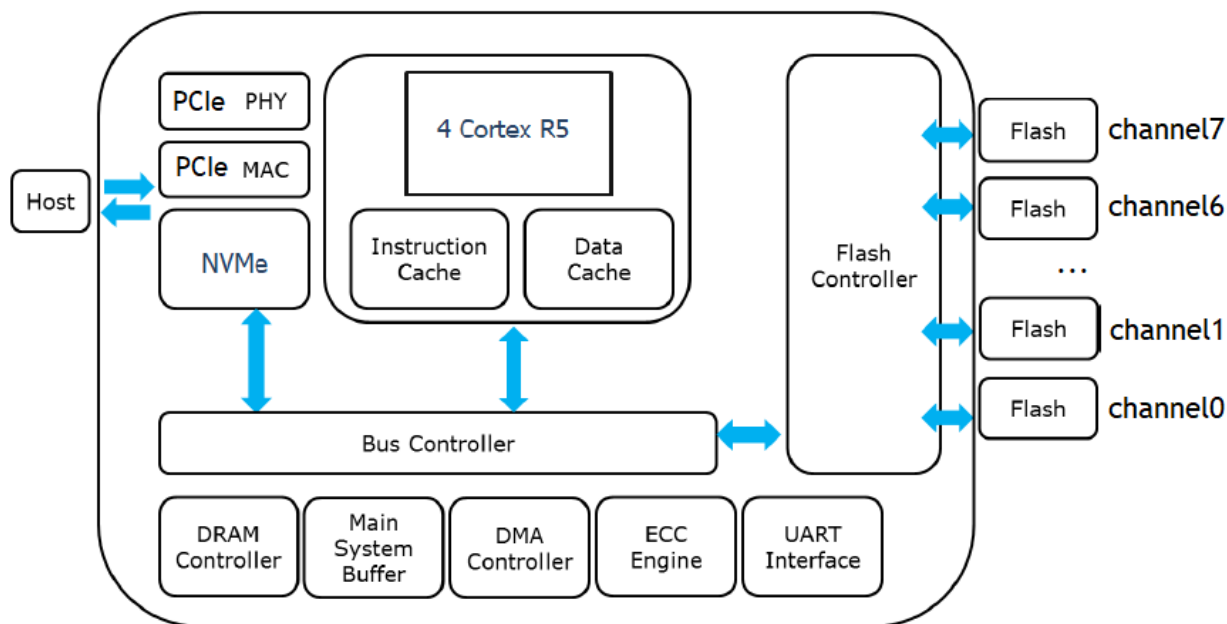 PCIe PHY
PCIe MAC
NVMe
Host
4 Cortex R5
Instruction
Cache
Data
Cache
Flash
Controller
Flash
channel7
Flash
channel6
...
Flash
channel1
Flash
channel0
Bus Controller
DRAM
Controller
Main
System
Buffer
DMA
Controller
ECC
Engine
UART
Interface